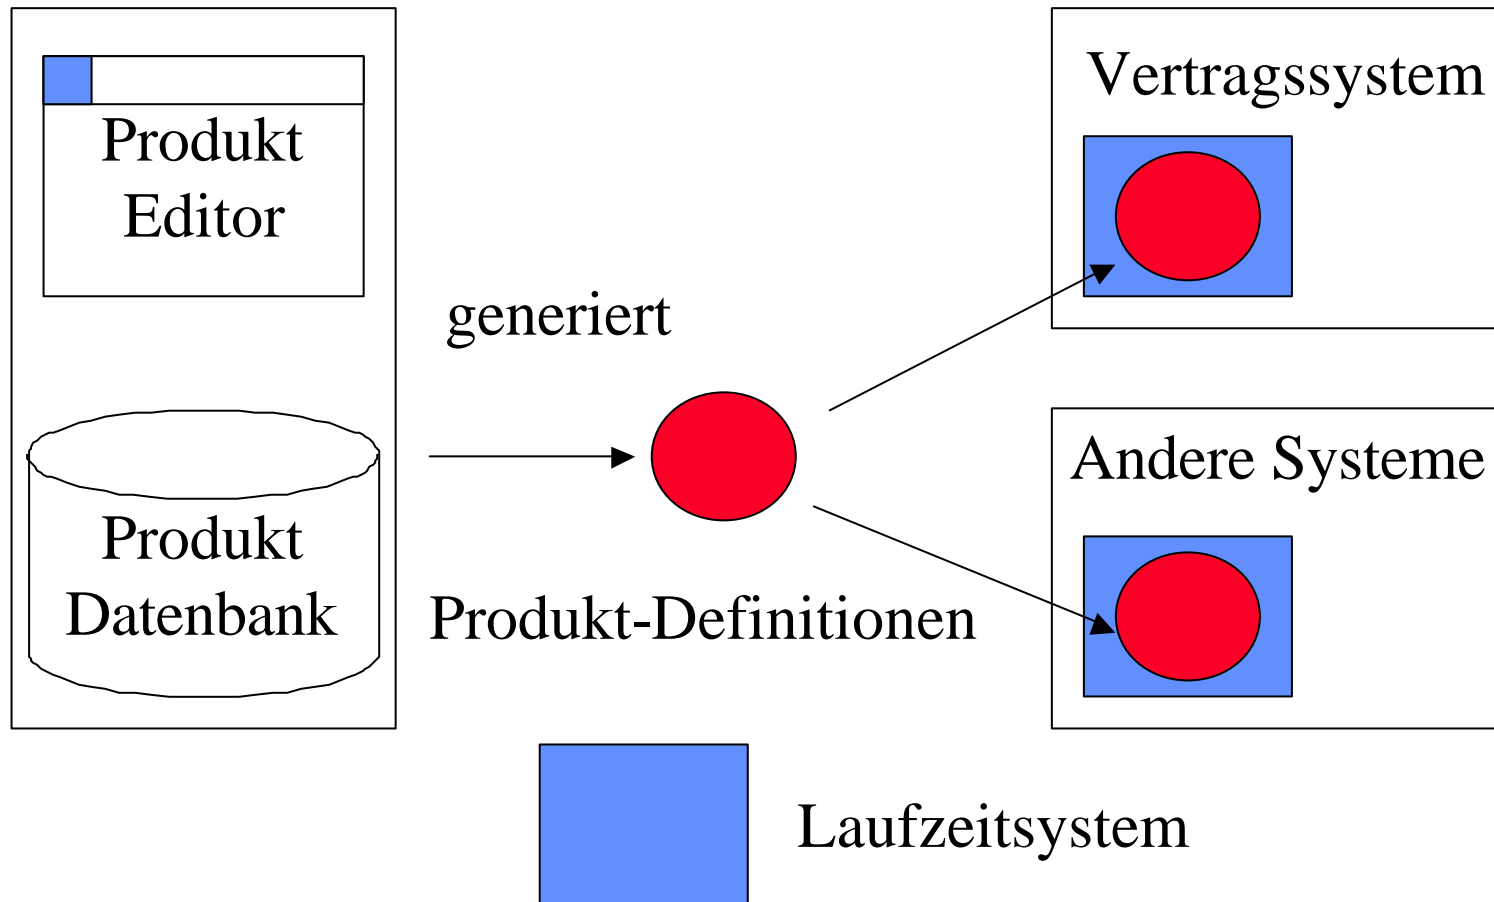 Produkt
Editor
Produkt
Datenbank
generiert
Produkt-Definitionen
Vertragssystem
Andere Systeme
Laufzeitsystem